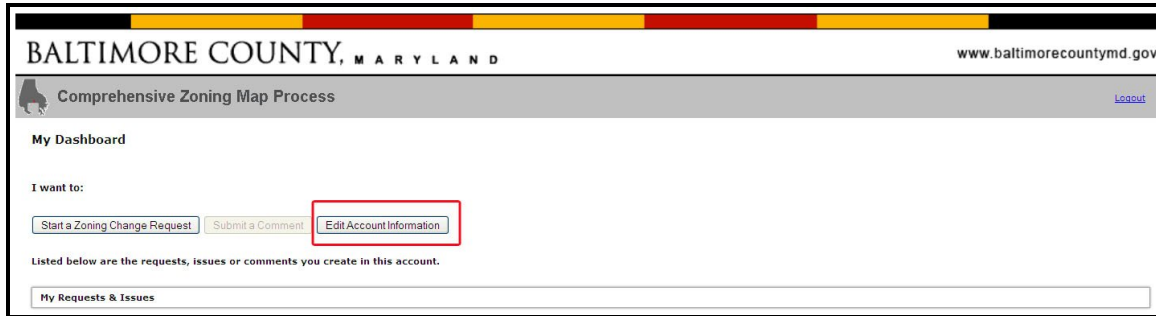 BALTIMORE COUNTY, MARYLAND
www.baltimorecountymd.gov
Comprehensive Zoning Map Process
Logout
My Dashboard
I want to:
Start a Zoning Change Request Submit a Comment Edit Account Information
Listed below are the requests, issues or comments you create in this account.
My Requests & Issues